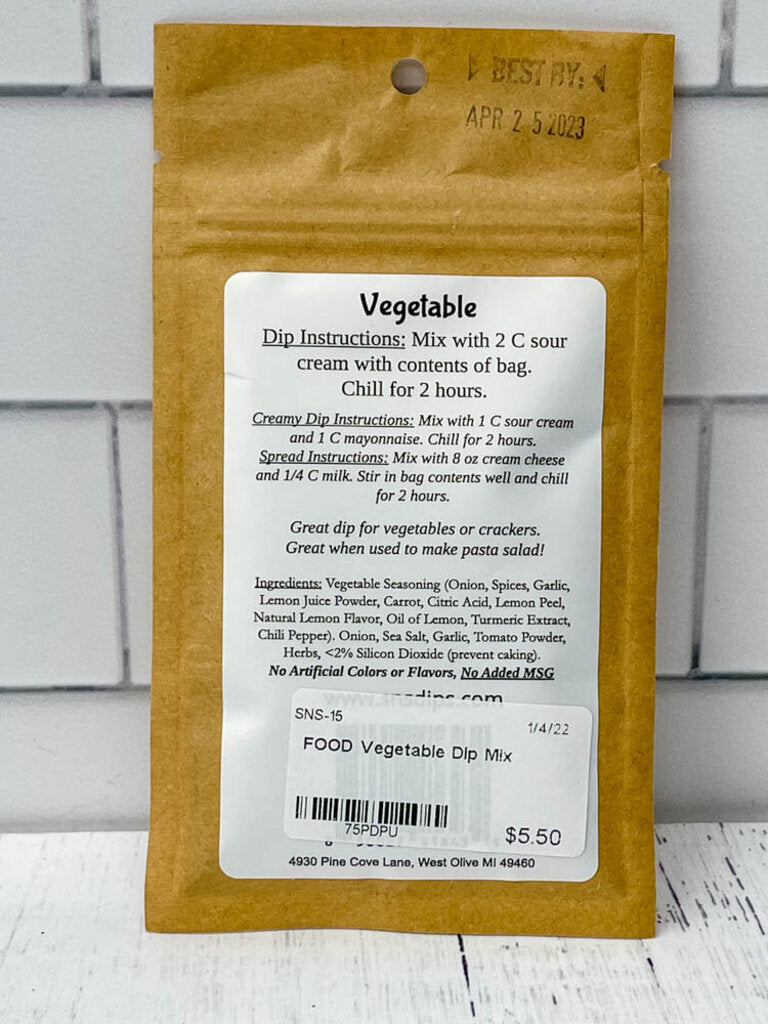 BEST BY:
APR 25 2023
Vegetable
Dip Instructions: Mix with 2 C sour
cream with contents of bag.
Chill for 2 hours.
Creamy Dip Instructions: Mix with 1 C sour cream
and 1 C mayonnaise. Chill for 2 hours.
Spread Instructions: Mix with 8 oz cream cheese
and 1/4 C milk. Stir in bag contents well and chill
for 2 hours.
Great dip for vegetables or crackers.
Great when used to make pasta salad!
Ingredients: Vegetable Seasoning (Onion, Spices, Garlic,
Lemon Juice Powder, Carrot, Citric Acid, Lemon Peel,
Natural Lemon Flavor, Oil of Lemon, Turmeric Extract,
Chili Pepper). Onion, Sea Salt, Garlic, Tomato Powder,
Herbs, <2% Silicon Dioxide (prevent caking).
No Artificial Colors or Flavors, No Added MSG
www.snsdips.com
SNS-15
1/4/22
FOOD Vegetable Dip Mix
75PDPU
$5.50
4930 Pine Cove Lane, West Olive MI 49460